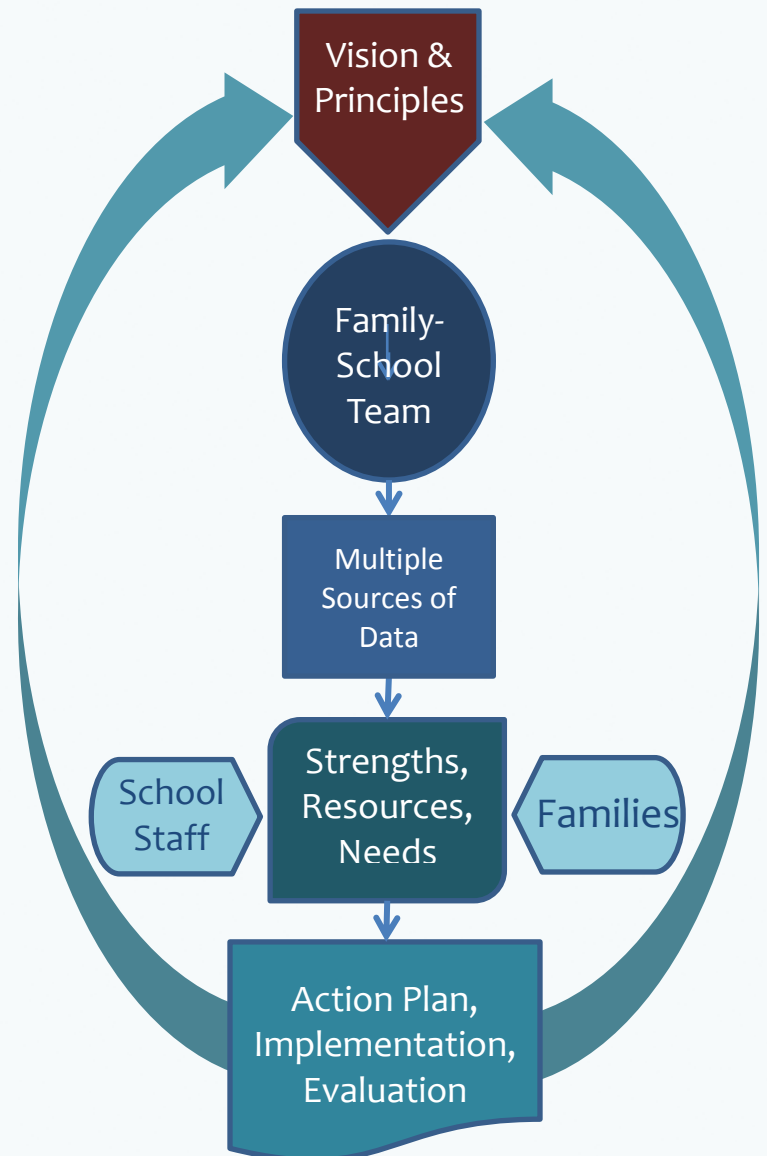 Vision &
Principles
Family-
School
Team
Multiple
Sources of
Data
Strengths,
Resources,
Needs
School
Staff
Families
Action Plan,
Implementation,
Evaluation